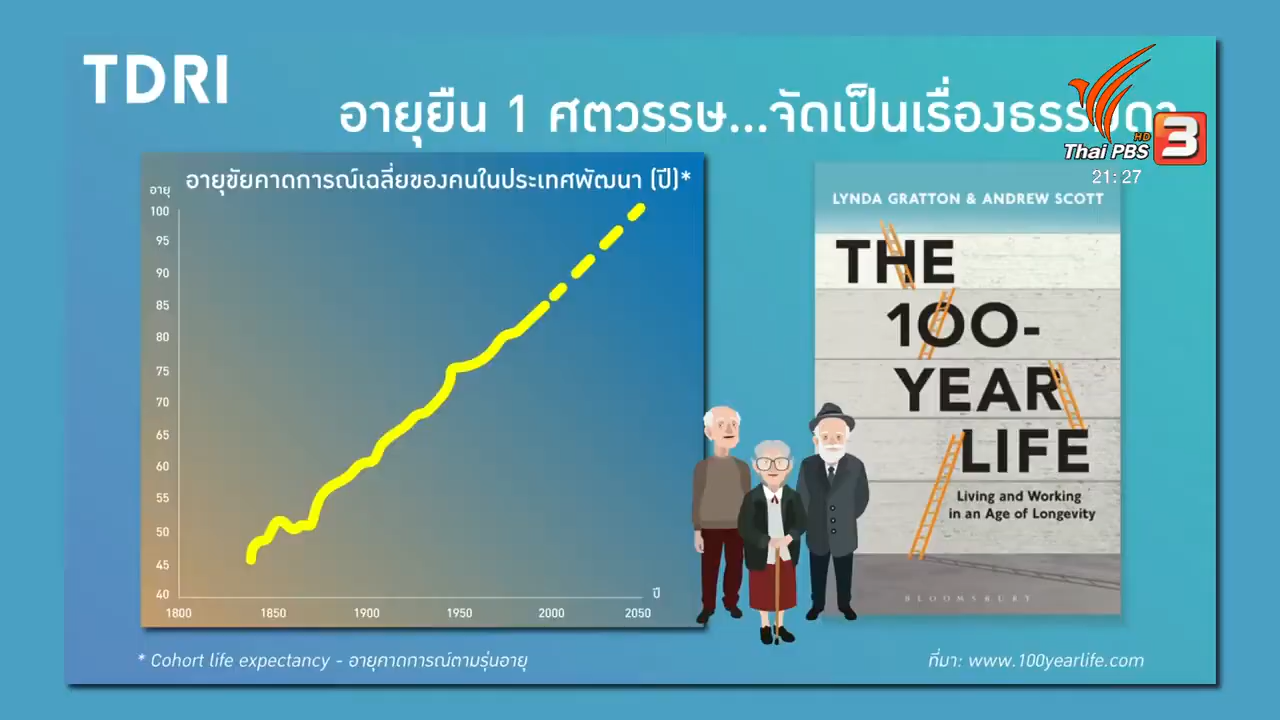 TDRI
อายุยืน 1 ศตวรรษ...จัดเป็นเรื่องธรรมดา
HD
Thai PBS 3
21:27
อายุขัยคาดการณ์เฉลี่ยของคนในประเทศพัฒนา (ปี)*
อายุ
100
95
90
85
80
75
70
65
60
55
50
45
40
1800 1850 1900 1950 2000 2050
ปี
LYNDA GRATTON & ANDREW SCOTT
THE
100-
YEAR
LIFE
Living and Working
in an Age of Longevity
BLOOMSBURY
* Cohort life expectancy - อายุคาดการณ์ตามรุ่นอายุ
ที่มา: www.100yearlife.com